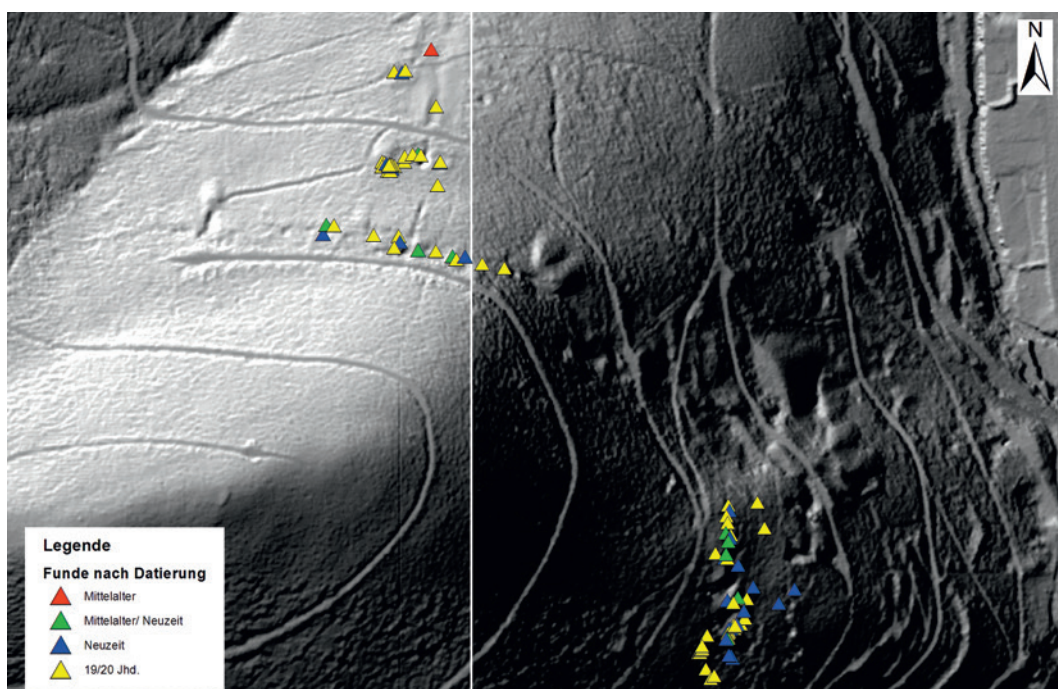 N
Legende
Funde nach Datierung
Mittelalter
Mittelalter/ Neuzeit
Neuzeit
19/20 Jhd.